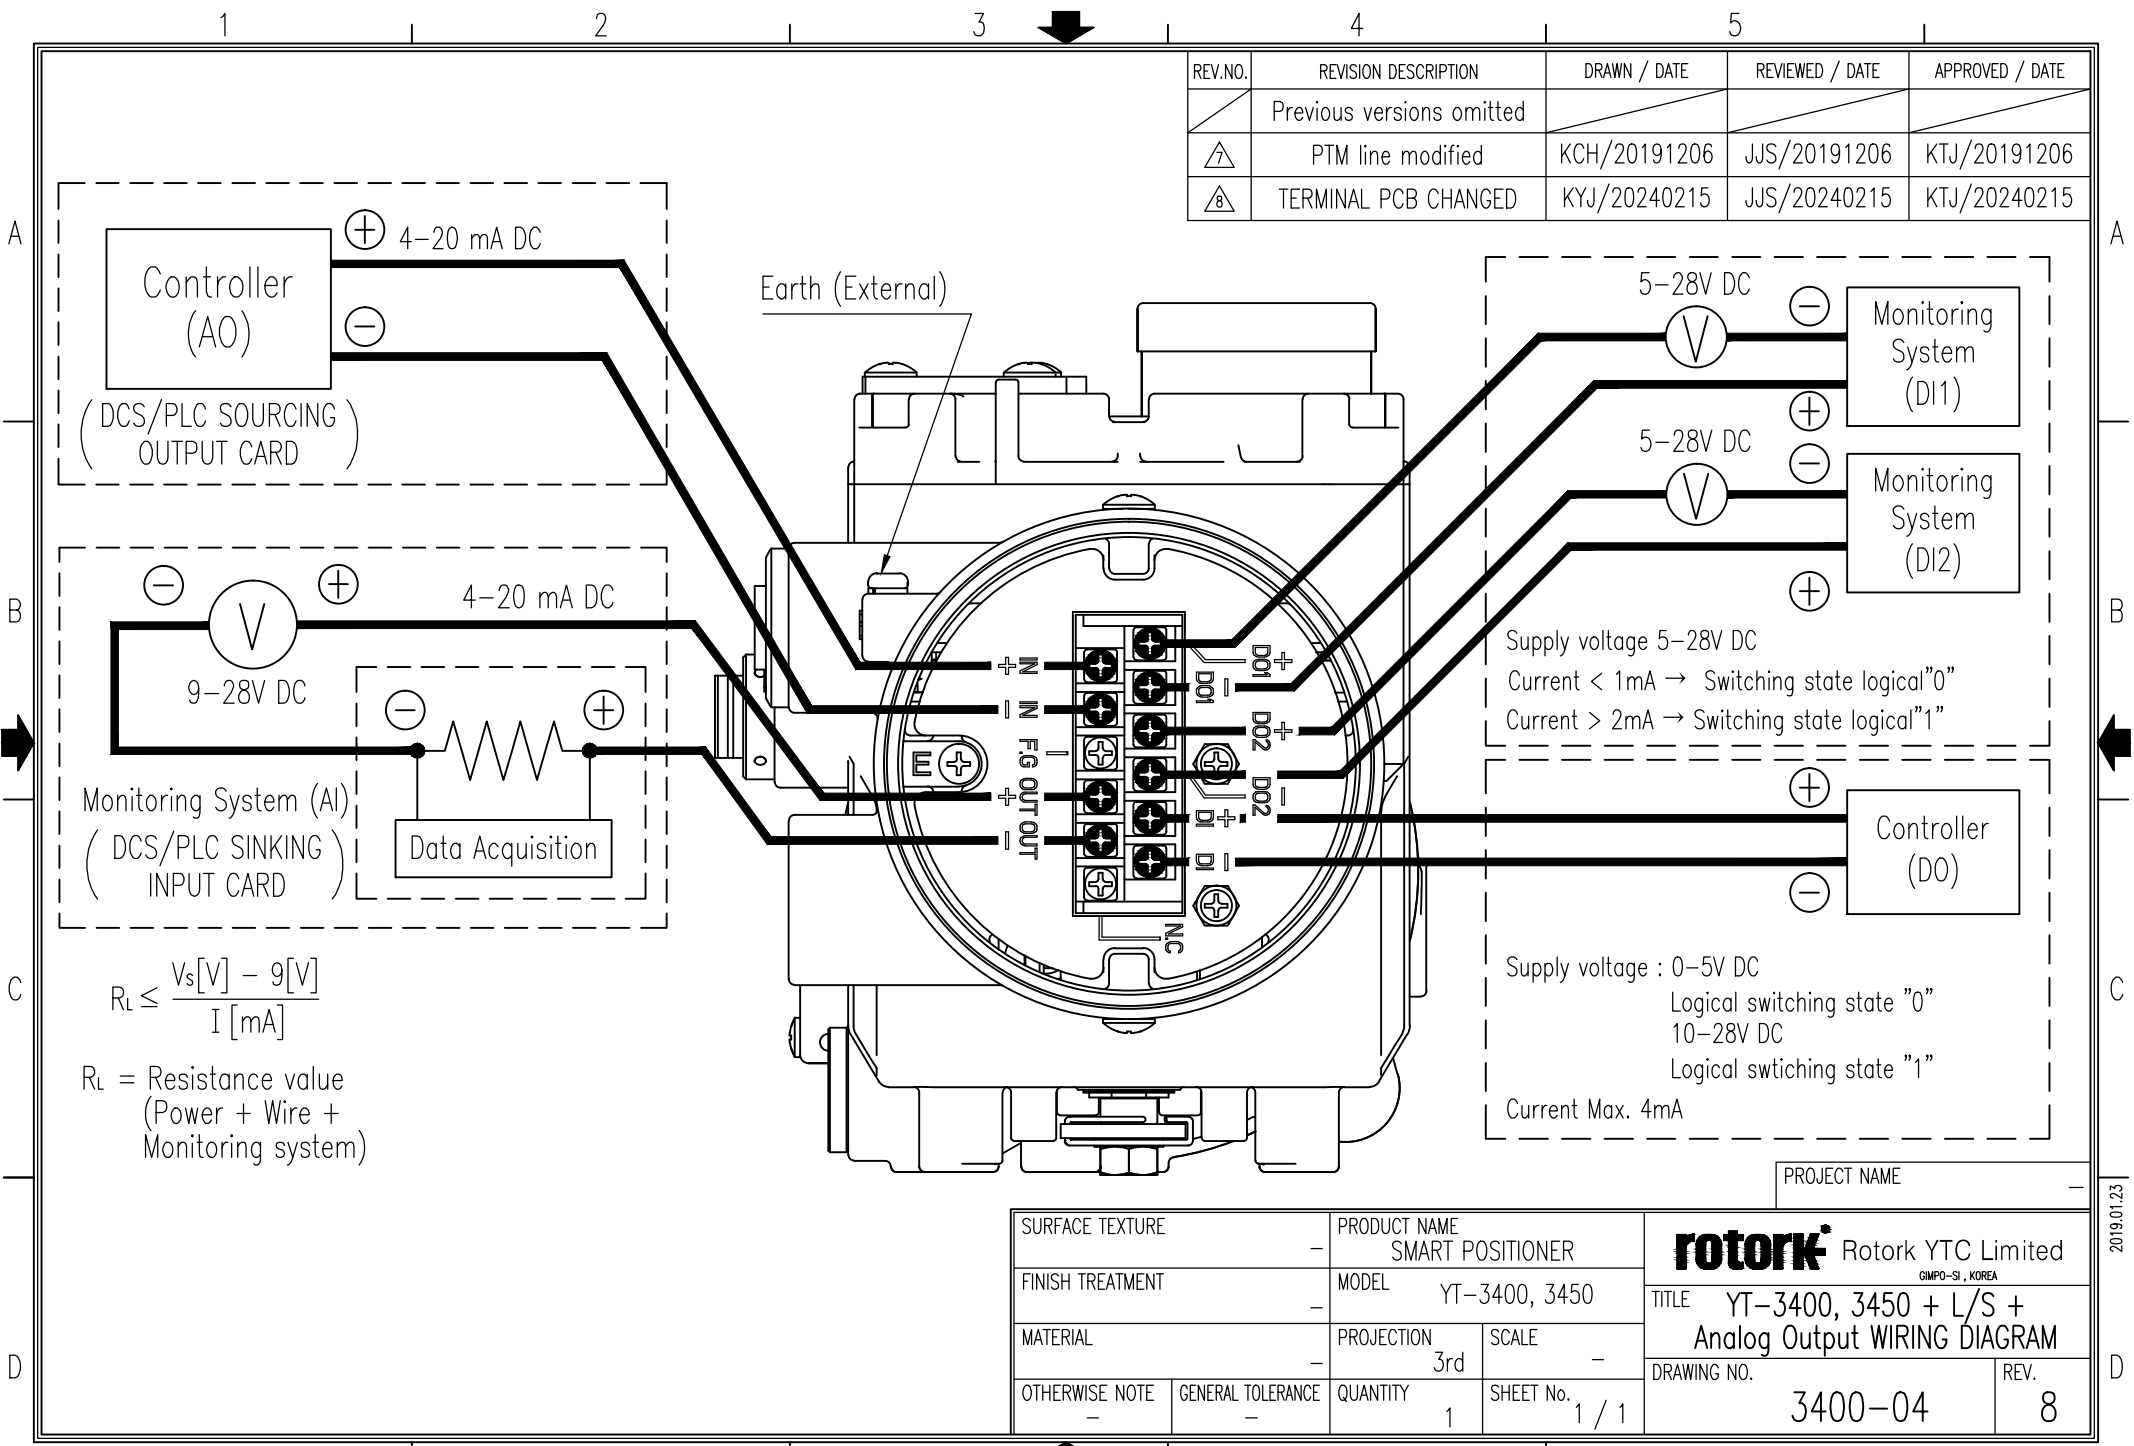 1 2 3 4 5
REV.NO. REVISION DESCRIPTION DRAWN / DATE REVIEWED / DATE APPROVED / DATE
Previous versions omitted
7 PTM line modified KCH/20191206 JJS/20191206 KTJ/20191206
8 TERMINAL PCB CHANGED KYJ/20240215 JJS/20240215 KTJ/20240215
A A
B B
C C
D D
+ 4-20 mA DC
Controller
(AO)
−
( DCS/PLC SOURCING
OUTPUT CARD )
Earth (External)
− + 4-20 mA DC
V
9-28V DC
− +
Monitoring System (AI)
( DCS/PLC SINKING
INPUT CARD )
Data Acquisition
RL ≤ Vs[V] - 9[V]
I [mA]
RL = Resistance value
(Power + Wire +
Monitoring system)
+ IN
- IN
F.G
+ OUT
- OUT
E
DO1 +
DO1 -
DO2 +
DO2 -
DI +
DI -
N.C
5-28V DC
V
−
Monitoring
System
(DI1)
+
5-28V DC
V
−
Monitoring
System
(DI2)
+
Supply voltage 5-28V DC
Current < 1mA → Switching state logical"0"
Current > 2mA → Switching state logical"1"
+
Controller
(DO)
−
Supply voltage : 0-5V DC
Logical switching state "0"
10-28V DC
Logical swtiching state "1"
Current Max. 4mA
PROJECT NAME -
SURFACE TEXTURE -
FINISH TREATMENT -
MATERIAL -
OTHERWISE NOTE -
GENERAL TOLERANCE -
PRODUCT NAME
SMART POSITIONER
MODEL YT-3400, 3450
PROJECTION 3rd
SCALE -
QUANTITY 1
SHEET No. 1 / 1
rotork Rotork YTC Limited
GIMPO-SI , KOREA
TITLE YT-3400, 3450 + L/S +
Analog Output WIRING DIAGRAM
DRAWING NO. 3400-04
REV. 8
2019.01.23